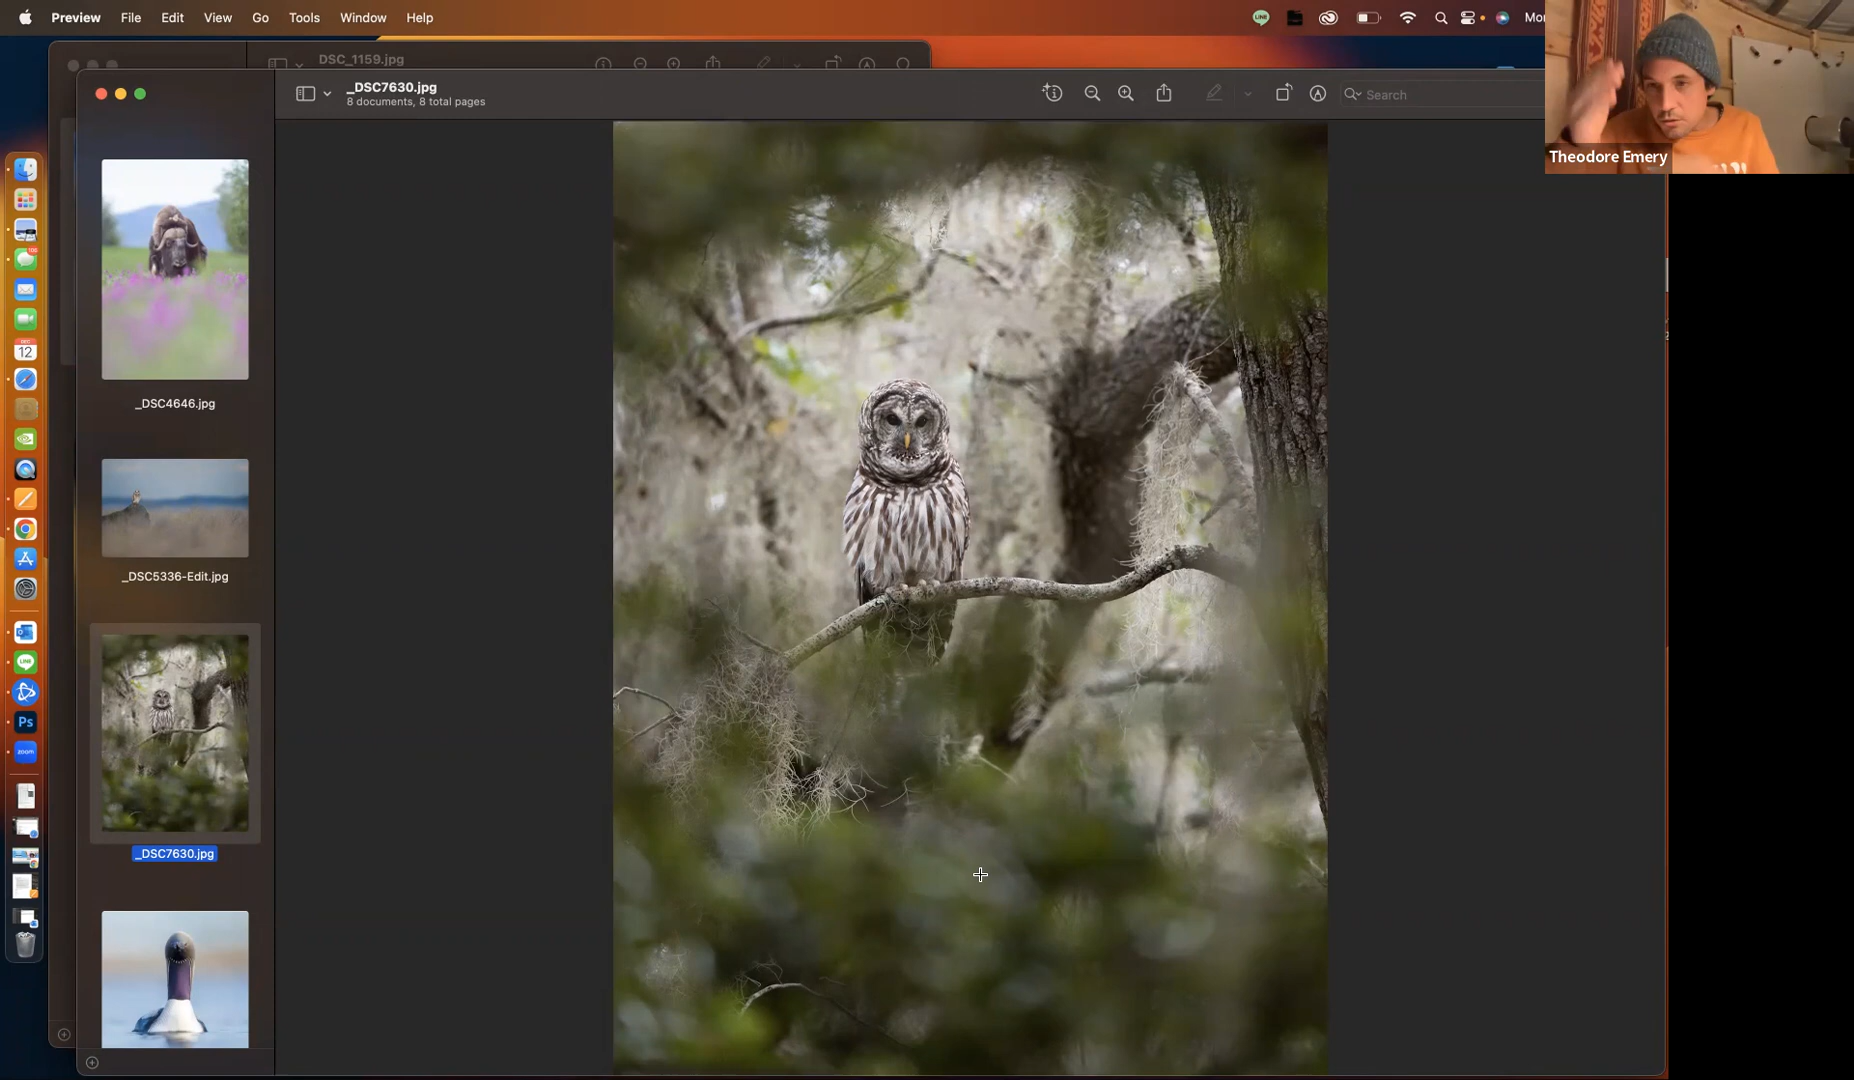 Preview File Edit View Go Tools Window Help
Mon
DSC_1159.jpg
_DSC7630.jpg
8 documents, 8 total pages
Search
Theodore Emery
_DSC4646.jpg
_DSC5336-Edit.jpg
_DSC7630.jpg
12
Ps
zoom